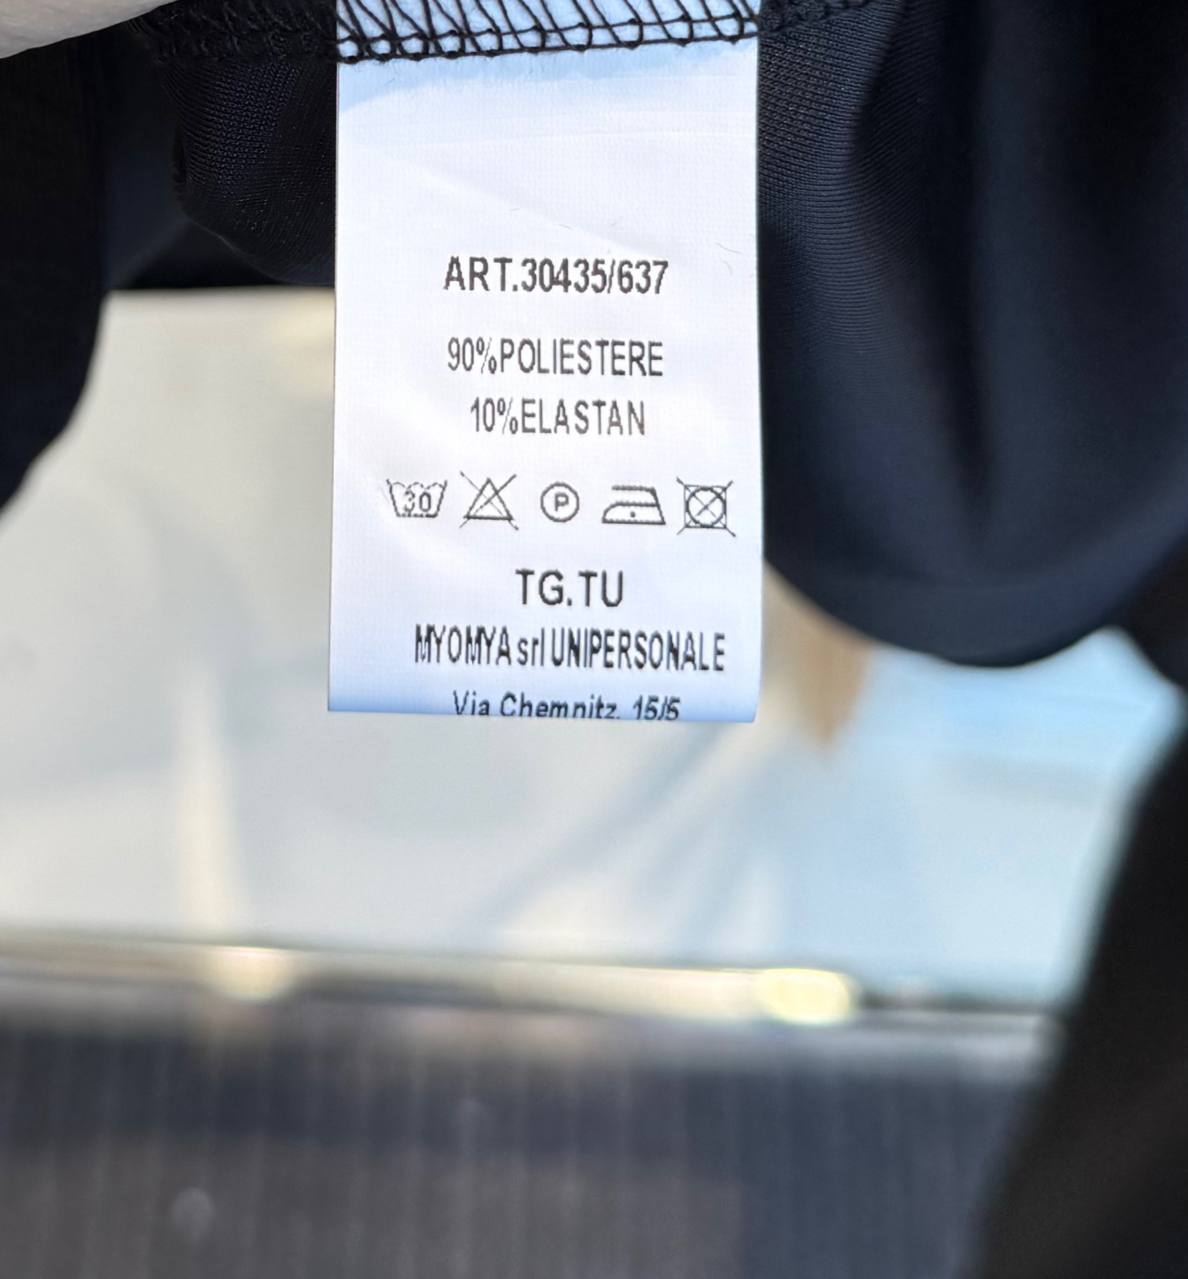 ART.30435/637
90%POLIESTERE
10%ELASTAN
30 P
TG.TU
MYOMYA srl UNIPERSONALE
Via Chemnitz, 15/5